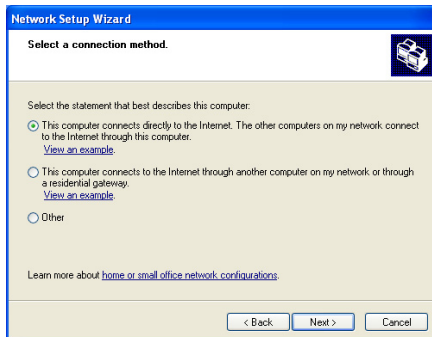 Network Setup Wizard
Select a connection method.
Select the statement that best describes this computer:
This computer connects directly to the Internet. The other computers on my network connect
to the Internet through this computer.
View an example.
This computer connects to the Internet through another computer on my network or through
a residential gateway.
View an example.
Other
Learn more about home or small office network configurations.
< Back Next > Cancel